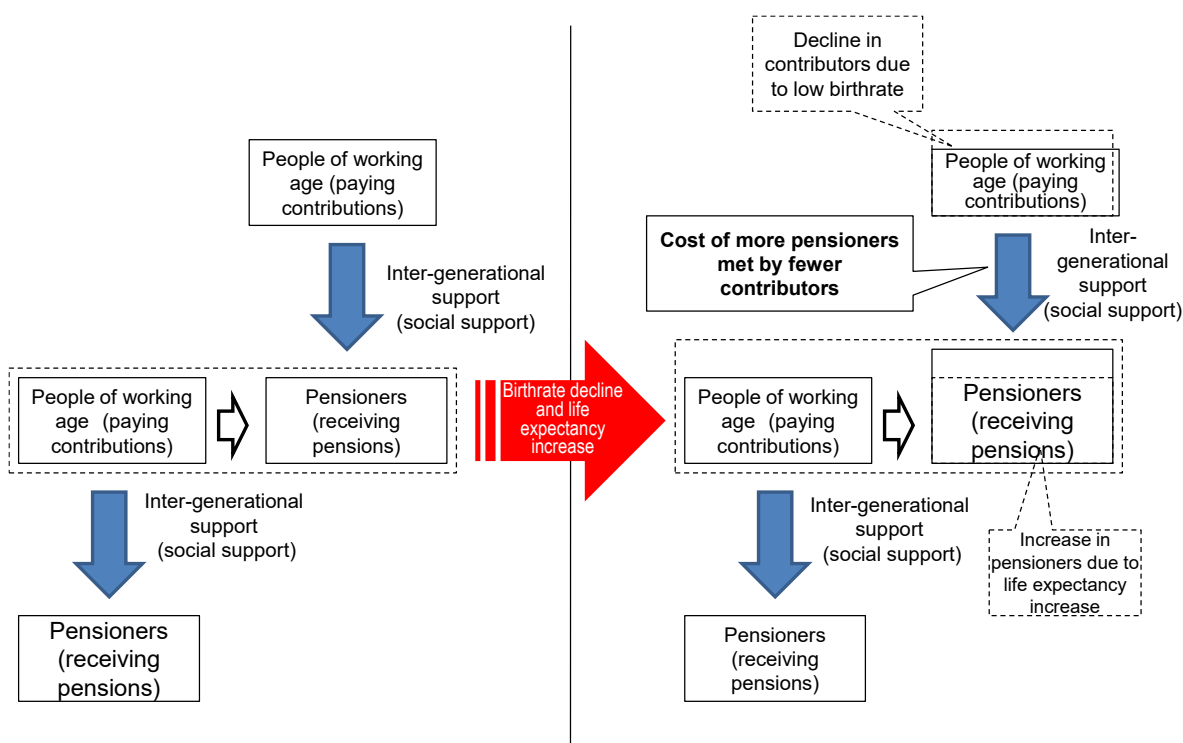 People of working
age (paying
contributions)
Inter-generational
support
(social support)
People of working
age (paying
contributions)
Pensioners
(receiving
pensions)
Inter-generational
support
(social support)
Pensioners
(receiving
pensions)
Birthrate decline
and life
expectancy
increase
Decline in
contributors due
to low birthrate
People of working
age (paying
contributions)
Cost of more pensioners
met by fewer
contributors
Inter-
generational
support
(social support)
People of working
age (paying
contributions)
Pensioners
(receiving
pensions)
Inter-generational
support
(social support)
Increase in
pensioners due to
life expectancy
increase
Pensioners
(receiving
pensions)